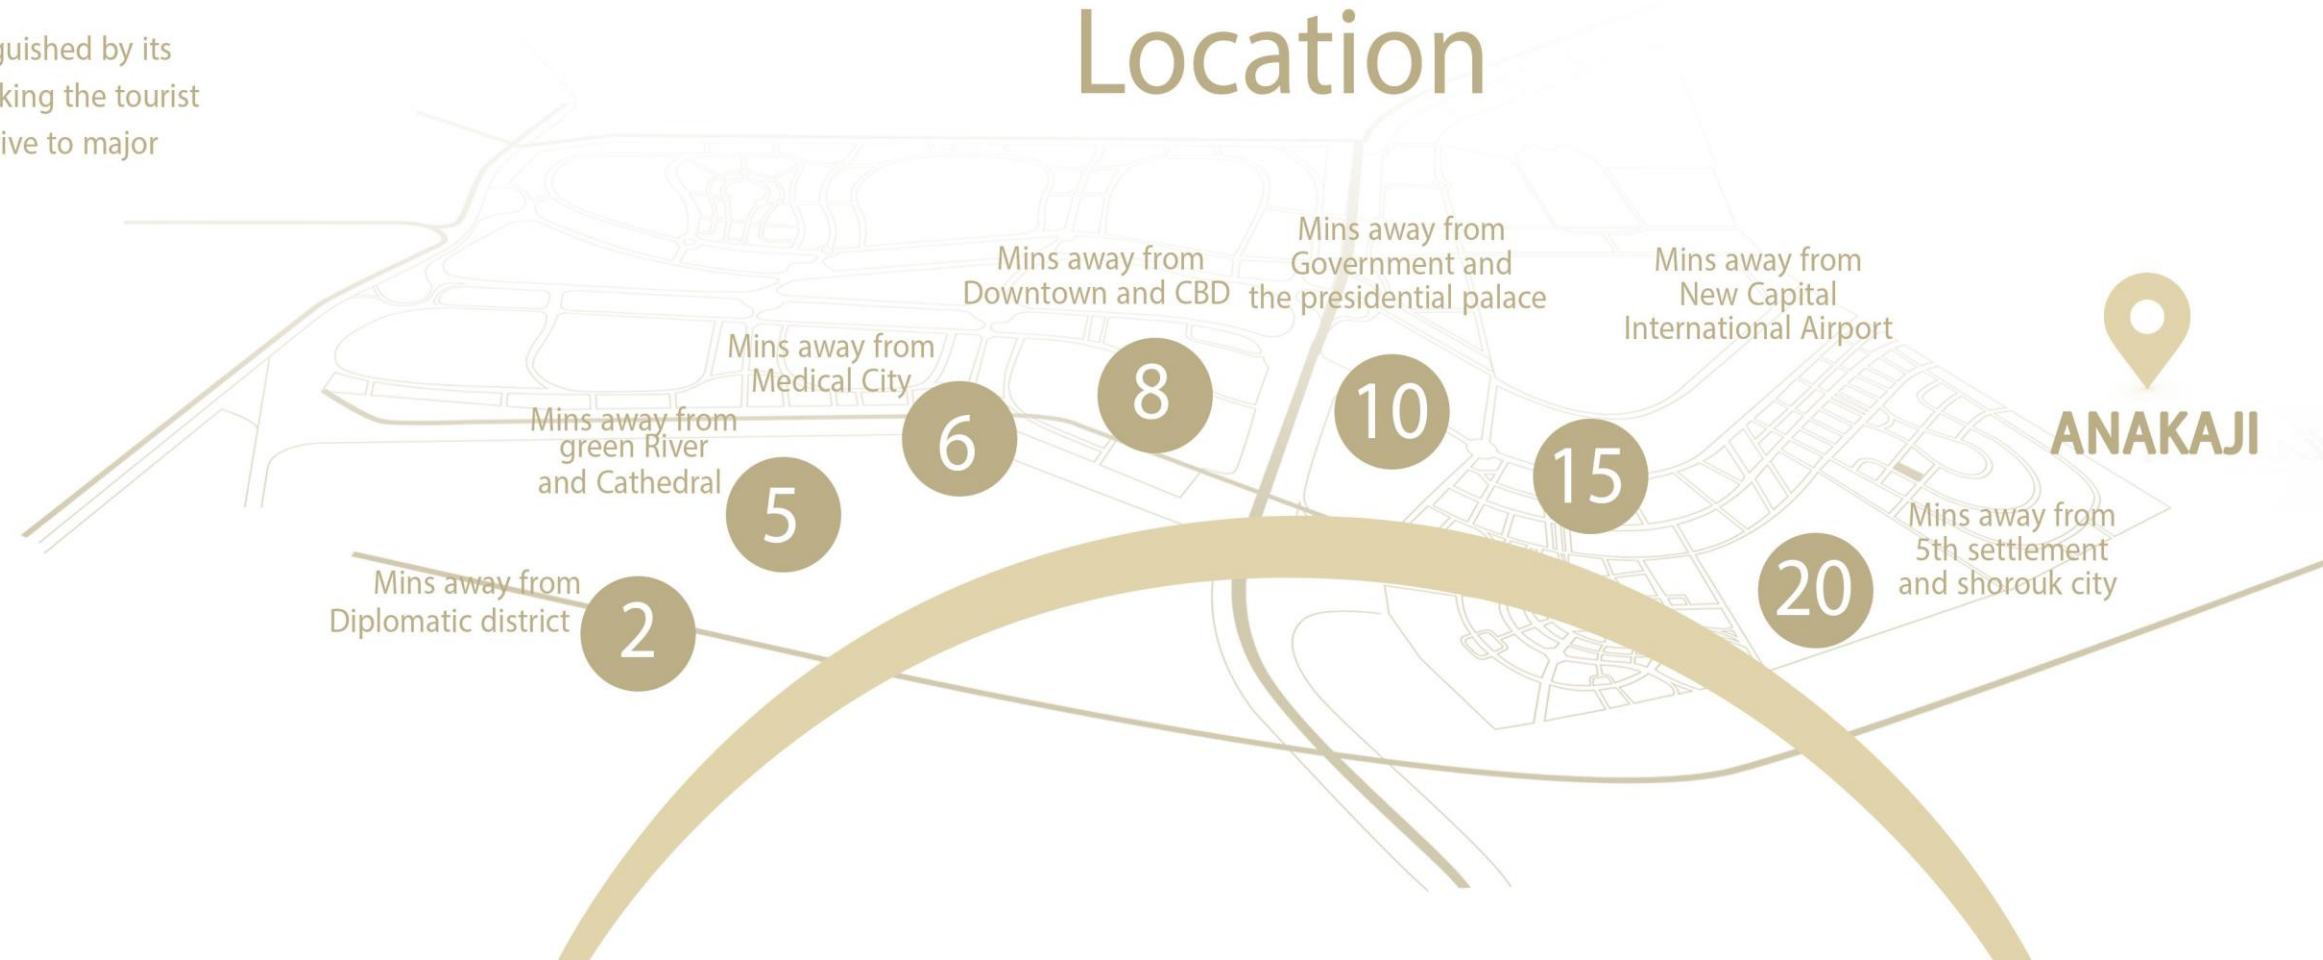 Location
guished by its
king the tourist
ive to major
Mins away from
Diplomatic district
2
Mins away from
green River
and Cathedral
5
Mins away from
Medical City
6
Mins away from
Downtown and CBD
8
Mins away from
Government and
the presidential palace
10
Mins away from
New Capital
International Airport
15
Mins away from
5th settlement
and shorouk city
20
ANAKAJI